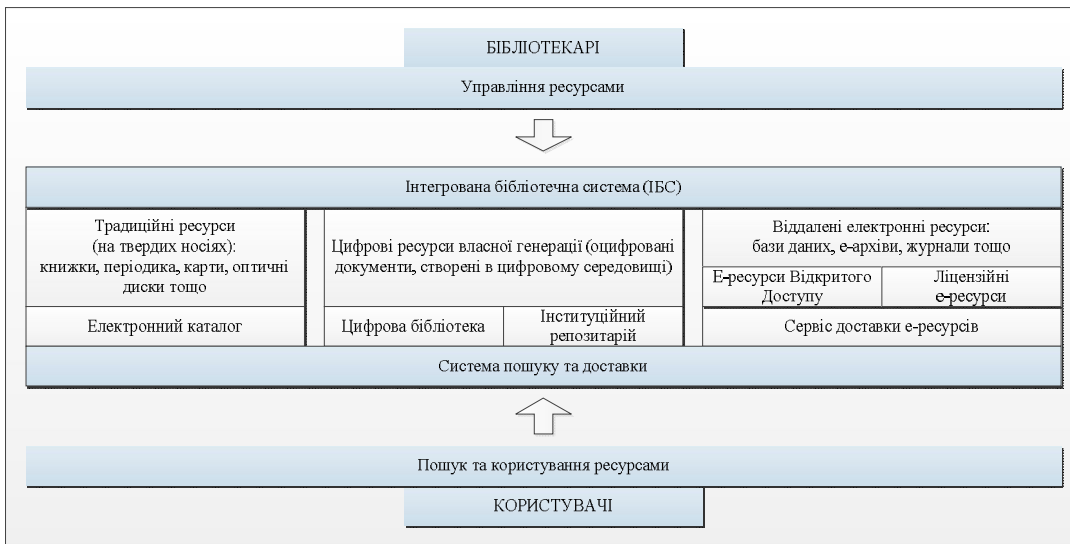 БІБЛІОТЕКАРІ
Управління ресурсами
Інтегрована бібліотечна система (ІБС)
Традиційні ресурси
(на твердих носіях):
книжки, періодика, карти, оптичні
диски тощо
Електронний каталог
Цифрові ресурси власної генерації (оцифровані
документи, створені в цифровому середовищі)
Цифрова бібліотека
Інституційний
репозитарій
Віддалені електронні ресурси:
бази даних, е-архіви, журнали тощо
Е-ресурси Відкритого
Доступу
Ліцензійні
е-ресурси
Сервіс доставки е-ресурсів
Система пошуку та доставки
Пошук та користування ресурсами
КОРИСТУВАЧІ